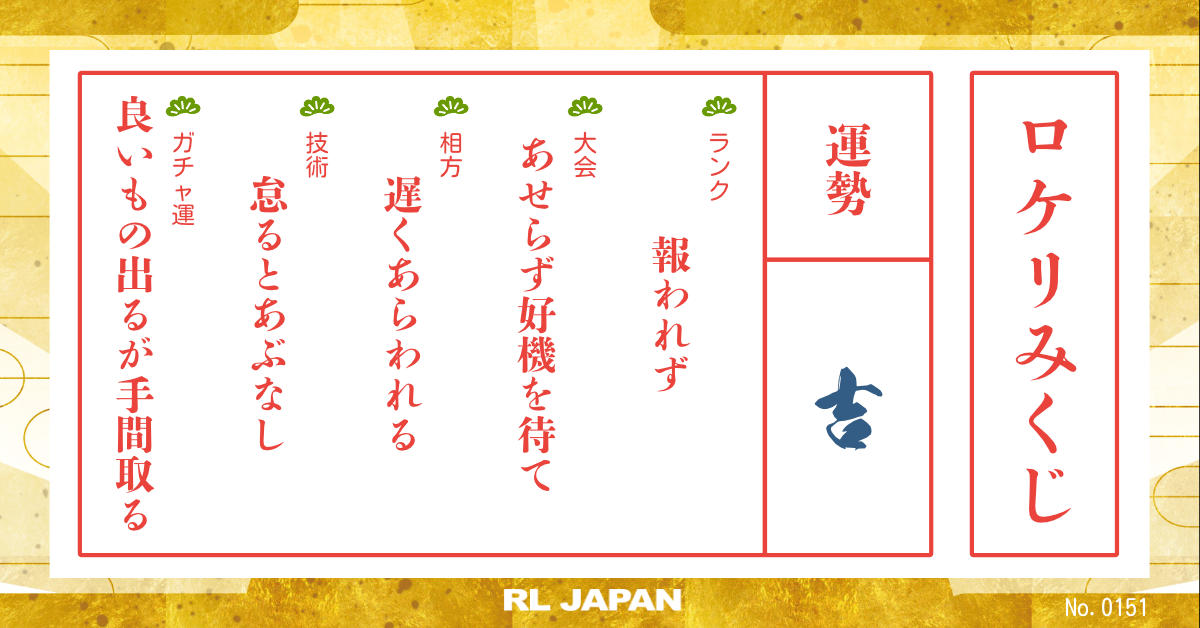 ロケリみくじ
運勢
吉
ランク
報われず
大会
あせらず好機を待て
相方
遅くあらわれる
技術
怠るとあぶなし
ガチャ運
良いもの出るが手間取る
RL JAPAN
No.0151